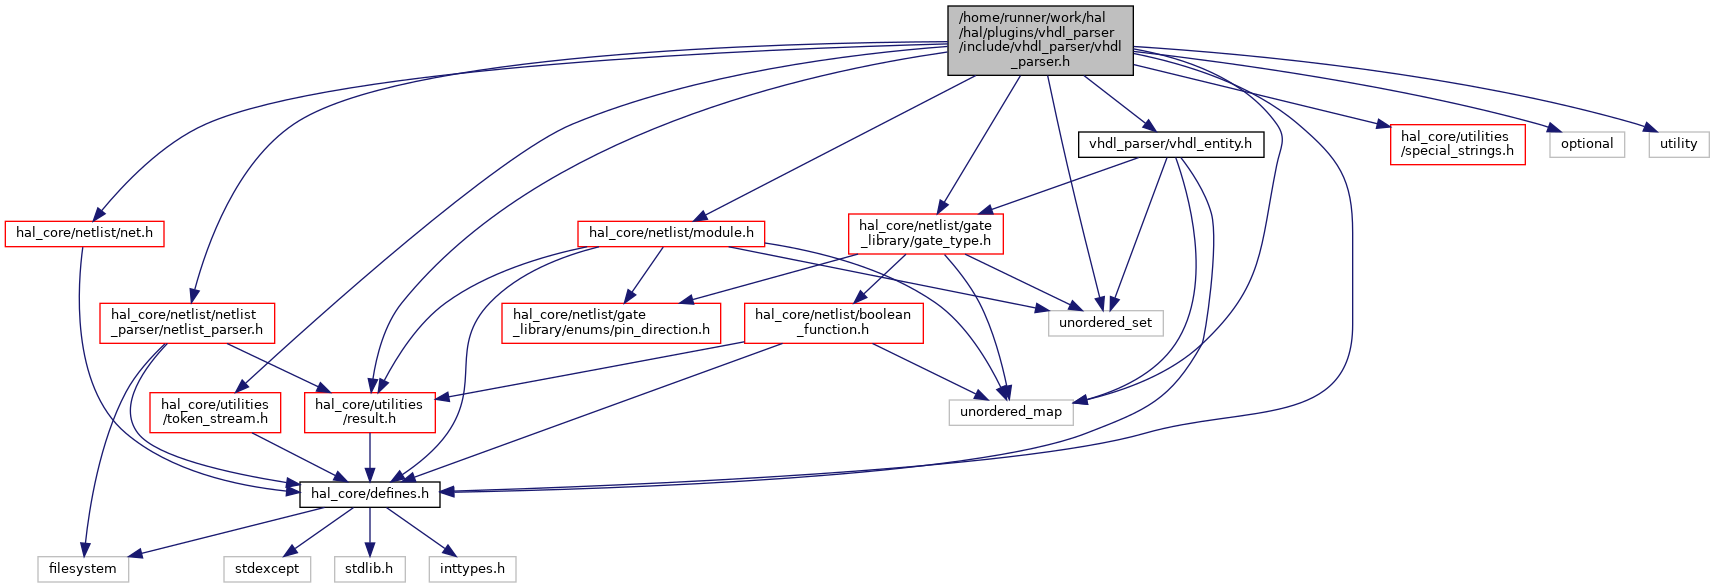 /home/runner/work/hal
/hal/plugins/vhdl_parser
/include/vhdl_parser/vhdl
_parser.h
hal_core/utilities
/special_strings.h
optional
utility
vhdl_parser/vhdl_entity.h
hal_core/netlist/net.h
hal_core/netlist/module.h
hal_core/netlist/gate
_library/gate_type.h
hal_core/netlist/netlist
_parser/netlist_parser.h
hal_core/netlist/gate
_library/enums/pin_direction.h
hal_core/netlist/boolean
_function.h
unordered_set
hal_core/utilities
/token_stream.h
hal_core/utilities
/result.h
unordered_map
hal_core/defines.h
filesystem
stdexcept
stdlib.h
inttypes.h